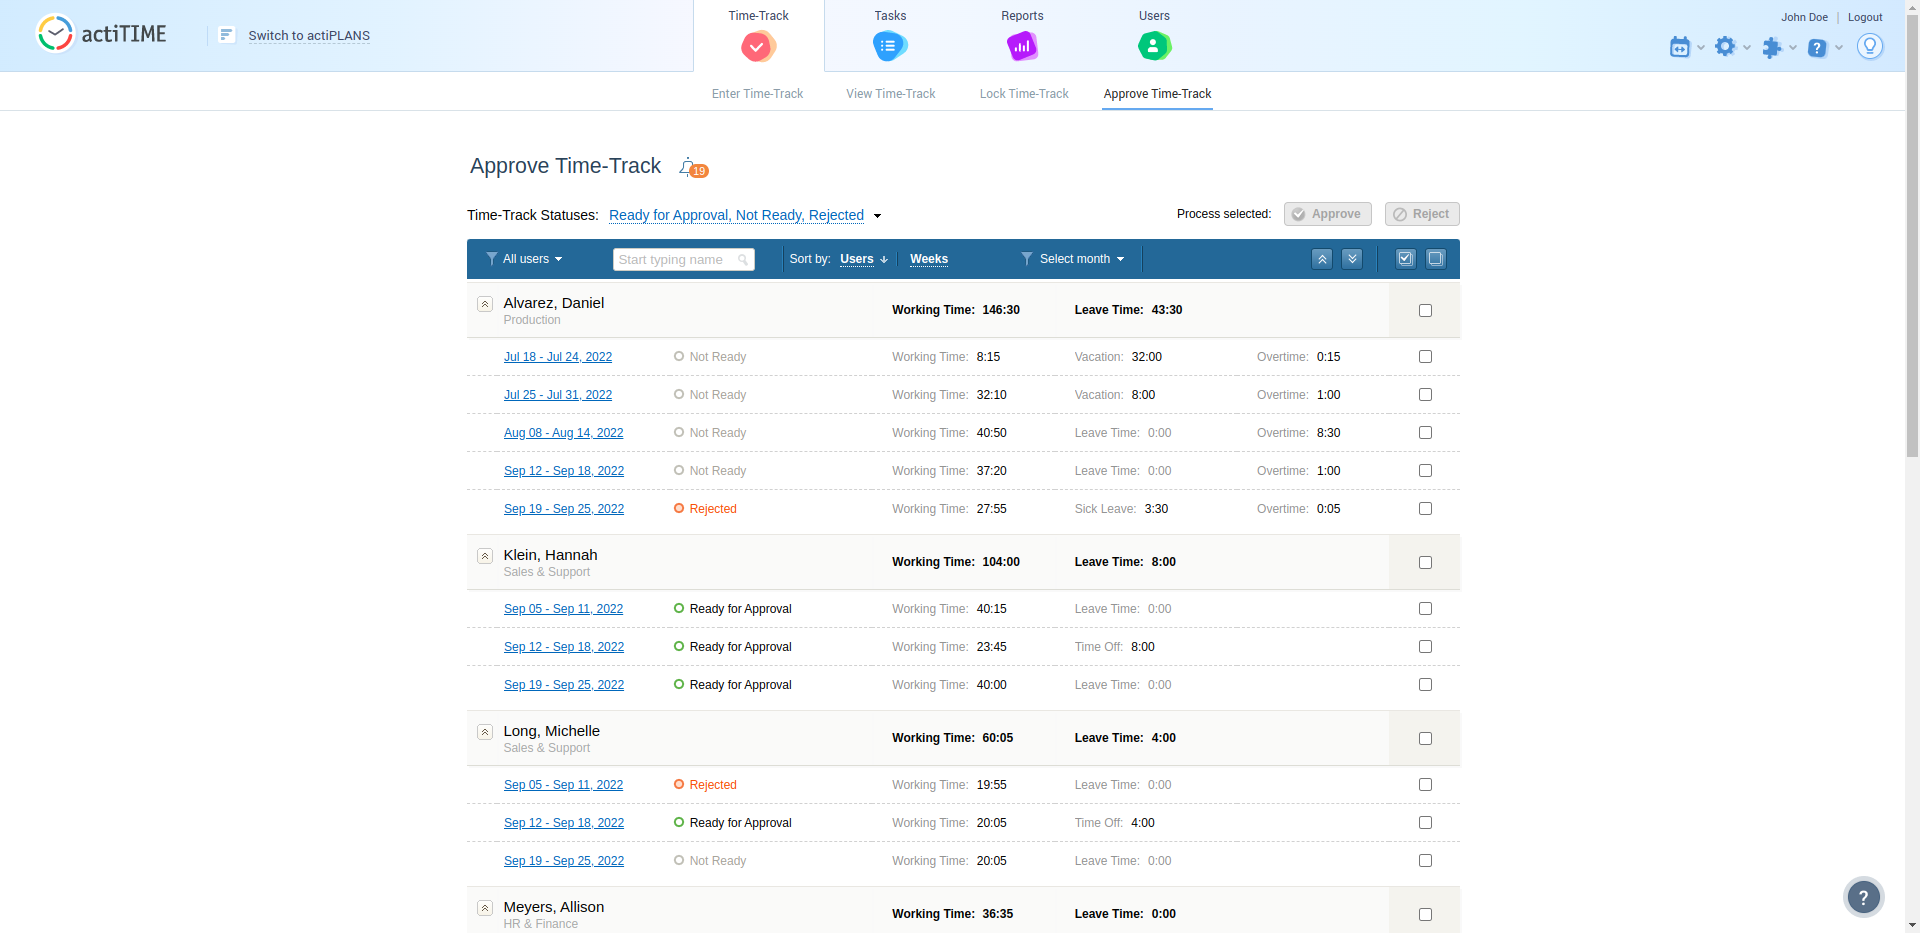 actiTIME
Switch to actiPLANS
Time-Track
Tasks
Reports
Users
John Doe
Logout
?
Enter Time-Track
View Time-Track
Lock Time-Track
Approve Time-Track
Approve Time-Track
19
Time-Track Statuses: Ready for Approval, Not Ready, Rejected
Process selected: Approve Reject
All users Start typing name Sort by: Users Weeks Select month
Alvarez, Daniel Working Time: 146:30 Leave Time: 43:30
Production
Jul 18 - Jul 24, 2022 Not Ready Working Time: 8:15 Vacation: 32:00 Overtime: 0:15
Jul 25 - Jul 31, 2022 Not Ready Working Time: 32:10 Vacation: 8:00 Overtime: 1:00
Aug 08 - Aug 14, 2022 Not Ready Working Time: 40:50 Leave Time: 0:00 Overtime: 8:30
Sep 12 - Sep 18, 2022 Not Ready Working Time: 37:20 Leave Time: 0:00 Overtime: 1:00
Sep 19 - Sep 25, 2022 Rejected Working Time: 27:55 Sick Leave: 3:30 Overtime: 0:05
Klein, Hannah Working Time: 104:00 Leave Time: 8:00
Sales & Support
Sep 05 - Sep 11, 2022 Ready for Approval Working Time: 40:15 Leave Time: 0:00
Sep 12 - Sep 18, 2022 Ready for Approval Working Time: 23:45 Time Off: 8:00
Sep 19 - Sep 25, 2022 Ready for Approval Working Time: 40:00 Leave Time: 0:00
Long, Michelle Working Time: 60:05 Leave Time: 4:00
Sales & Support
Sep 05 - Sep 11, 2022 Rejected Working Time: 19:55 Leave Time: 0:00
Sep 12 - Sep 18, 2022 Ready for Approval Working Time: 20:05 Time Off: 4:00
Sep 19 - Sep 25, 2022 Not Ready Working Time: 20:05 Leave Time: 0:00
Meyers, Allison Working Time: 36:35 Leave Time: 0:00
HR & Finance
?